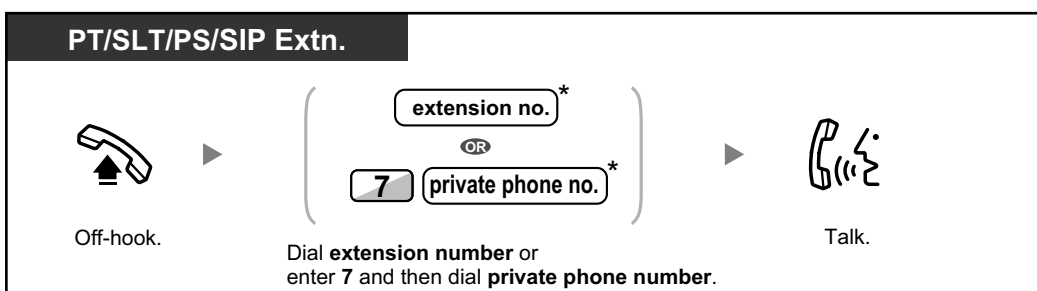 PT/SLT/PS/SIP Extn.
extension no.*
OR
7 private phone no.*
Off-hook.
Dial extension number or
enter 7 and then dial private phone number.
Talk.